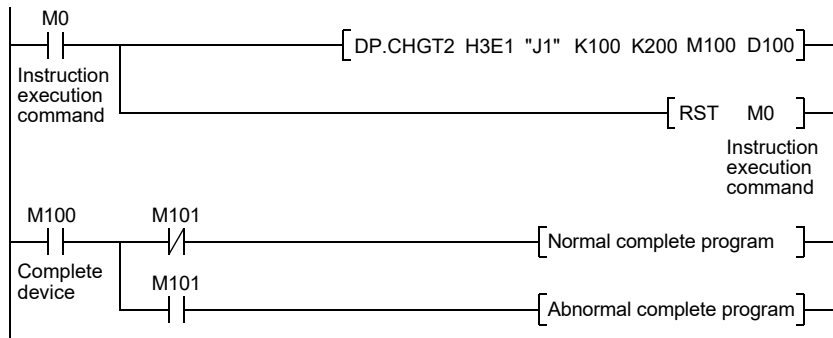 M0
DP.CHGT2 H3E1 "J1" K100 K200 M100 D100
Instruction
execution
command
RST M0
Instruction
execution
command
M100
M101
Normal complete program
Complete
device
M101
Abnormal complete program